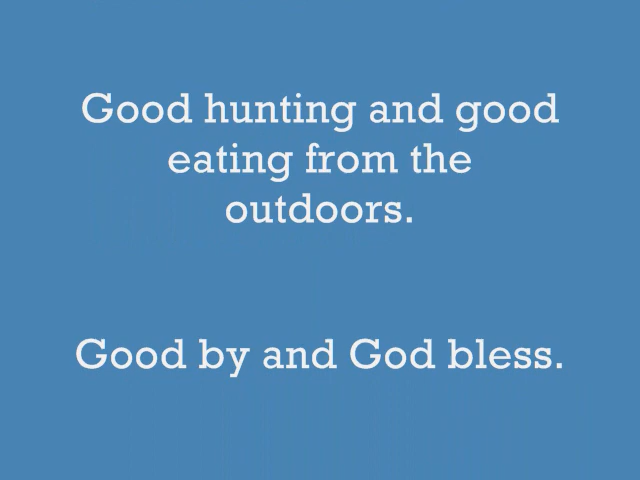 Good hunting and good
eating from the
outdoors.
Good by and God bless.